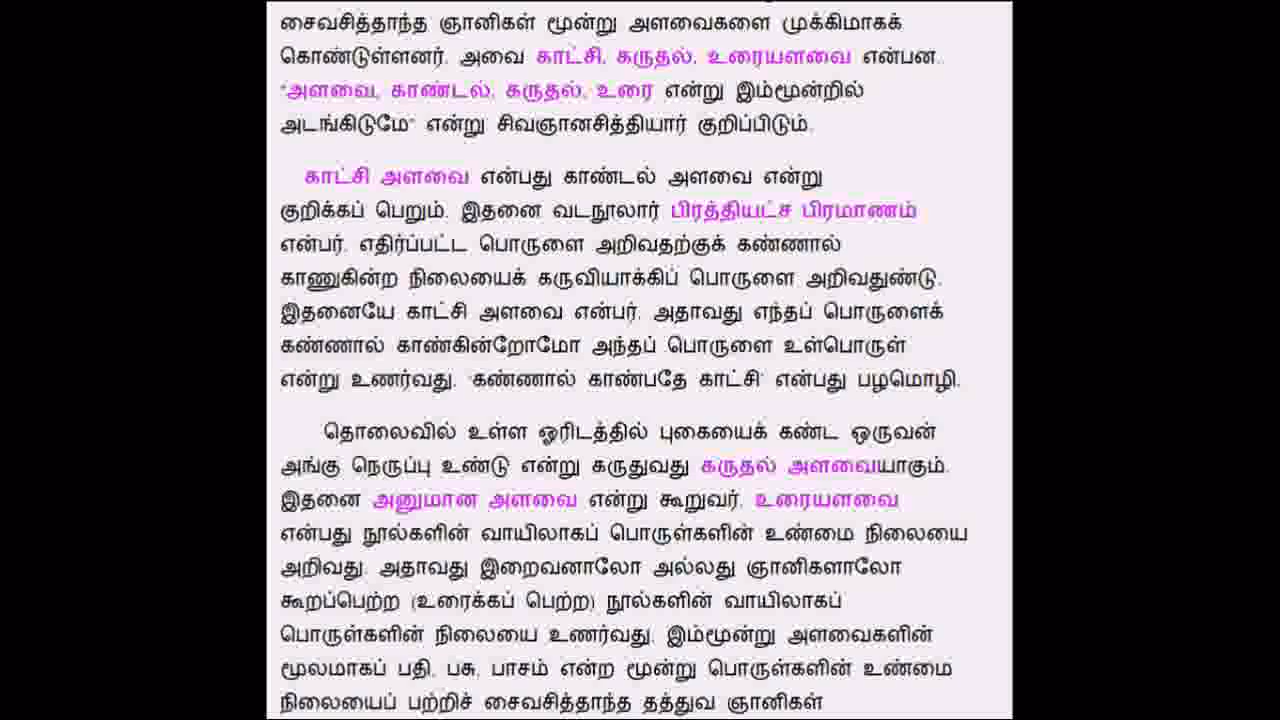 சைவசித்தாந்த ஞானிகள் மூன்று அளவைகளை முக்கிமாகக்
கொண்டுள்ளனர். அவை காட்சி, கருதல், உரையளவை என்பன.
"அளவை, காண்டல், கருதல், உரை என்று இம்மூன்றில்
அடங்கிடுமே" என்று சிவஞானசித்தியார் குறிப்பிடும்.
காட்சி அளவை என்பது காண்டல் அளவை என்று
குறிக்கப் பெறும். இதனை வடநூலார் பிரத்தியட்ச பிரமாணம்
என்பர். எதிர்ப்பட்ட பொருளை அறிவதற்குக் கண்ணால்
காணுகின்ற நிலையைக் கருவியாக்கிப் பொருளை அறிவதுண்டு.
இதனையே காட்சி அளவை என்பர். அதாவது எந்தப் பொருளைக்
கண்ணால் காண்கின்றோமோ அந்தப் பொருளை உள்பொருள்
என்று உணர்வது. 'கண்ணால் காண்பதே காட்சி' என்பது பழமொழி.
தொலைவில் உள்ள ஓரிடத்தில் புகையைக் கண்ட ஒருவன்
அங்கு நெருப்பு உண்டு என்று கருதுவது கருதல் அளவையாகும்.
இதனை அனுமான அளவை என்று கூறுவர். உரையளவை
என்பது நூல்களின் வாயிலாகப் பொருள்களின் உண்மை நிலையை
அறிவது. அதாவது இறைவனாலோ அல்லது ஞானிகளாலோ
கூறப்பெற்ற (உரைக்கப் பெற்ற) நூல்களின் வாயிலாகப்
பொருள்களின் நிலையை உணர்வது. இம்மூன்று அளவைகளின்
மூலமாகப் பதி, பசு, பாசம் என்ற மூன்று பொருள்களின் உண்மை
நிலையைப் பற்றிச் சைவசித்தாந்த தத்துவ ஞானிகள்